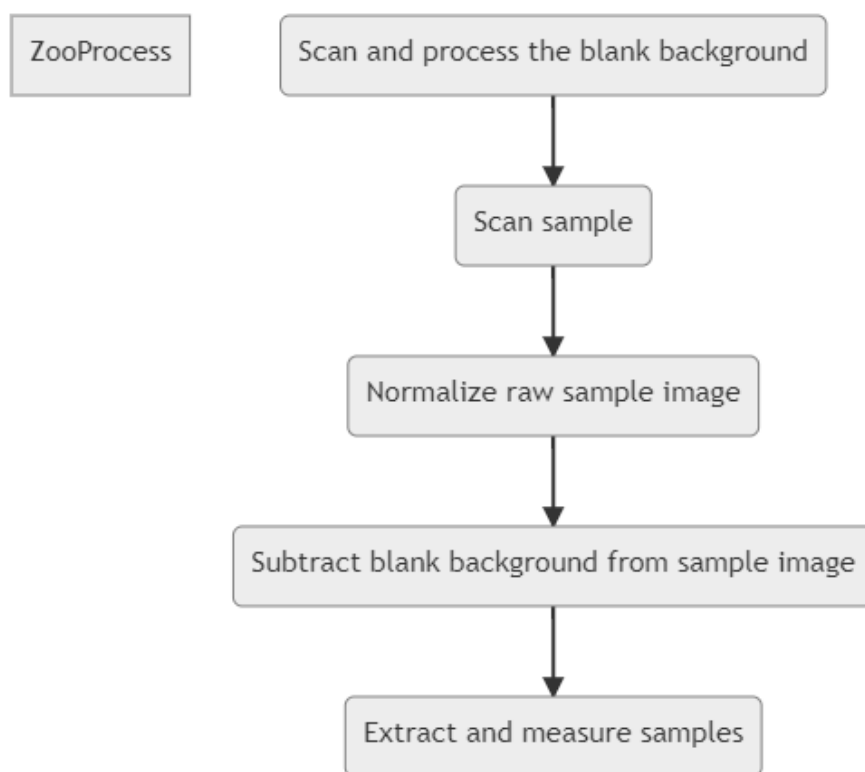 ZooProcess
Scan and process the blank background
Scan sample
Normalize raw sample image
Subtract blank background from sample image
Extract and measure samples